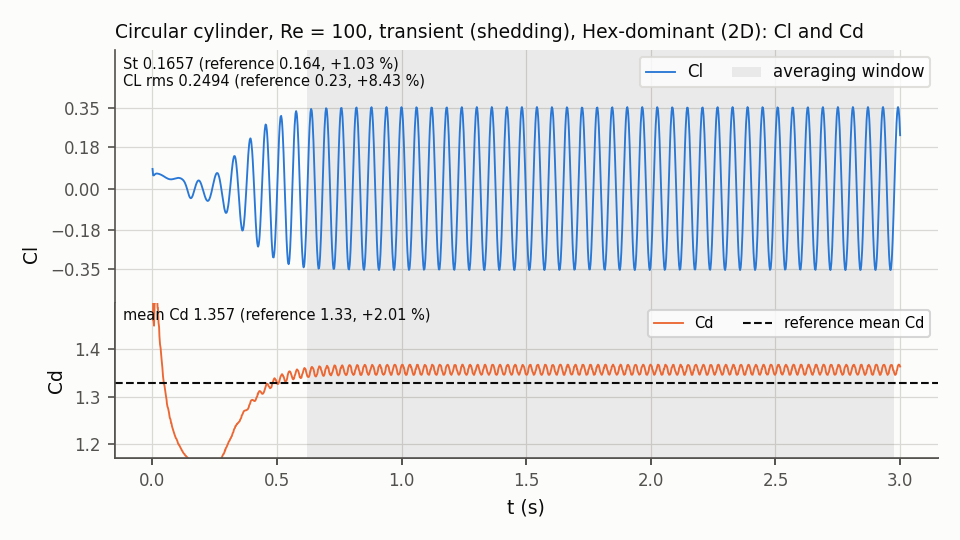 Circular cylinder, Re = 100, transient (shedding), Hex-dominant (2D): Cl and Cd
St 0.1657 (reference 0.164, +1.03 %)
CL rms 0.2494 (reference 0.23, +8.43 %)
Cl
averaging window
0.35
0.18
0.00
−0.18
−0.35
Cl
mean Cd 1.357 (reference 1.33, +2.01 %)
Cd
reference mean Cd
1.4
1.3
1.2
Cd
0.0
0.5
1.0
1.5
2.0
2.5
3.0
t (s)